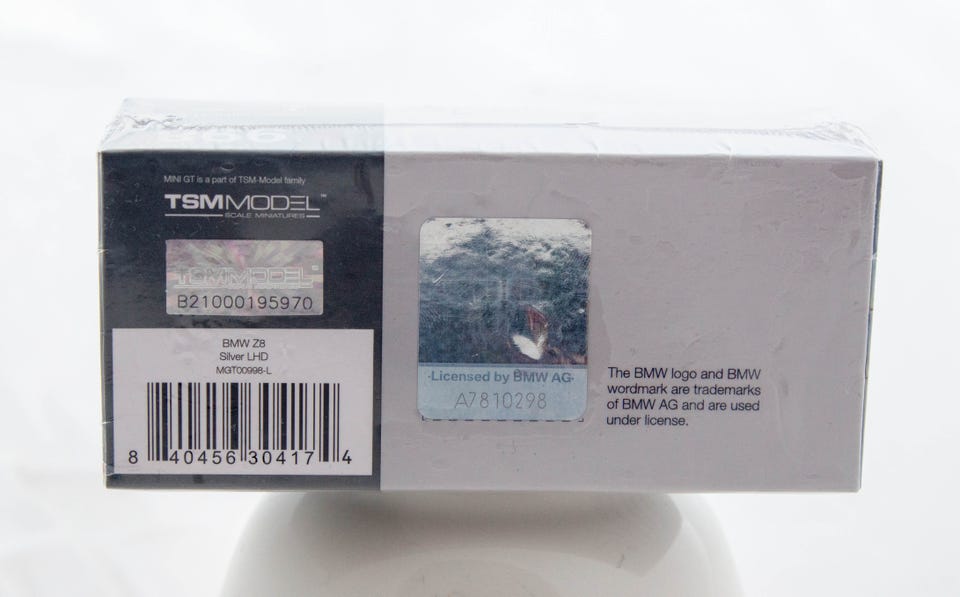 MINI GT is a part of TSM-Model family
TSMMODEL™
SCALE MINIATURES
TSMMODEL
B21000195970
BMW Z8
Silver LHD
MGT00998-L
8 40456 30417 4
·Licensed by BMW AG·
A7810298
The BMW logo and BMW
wordmark are trademarks
of BMW AG and are used
under license.